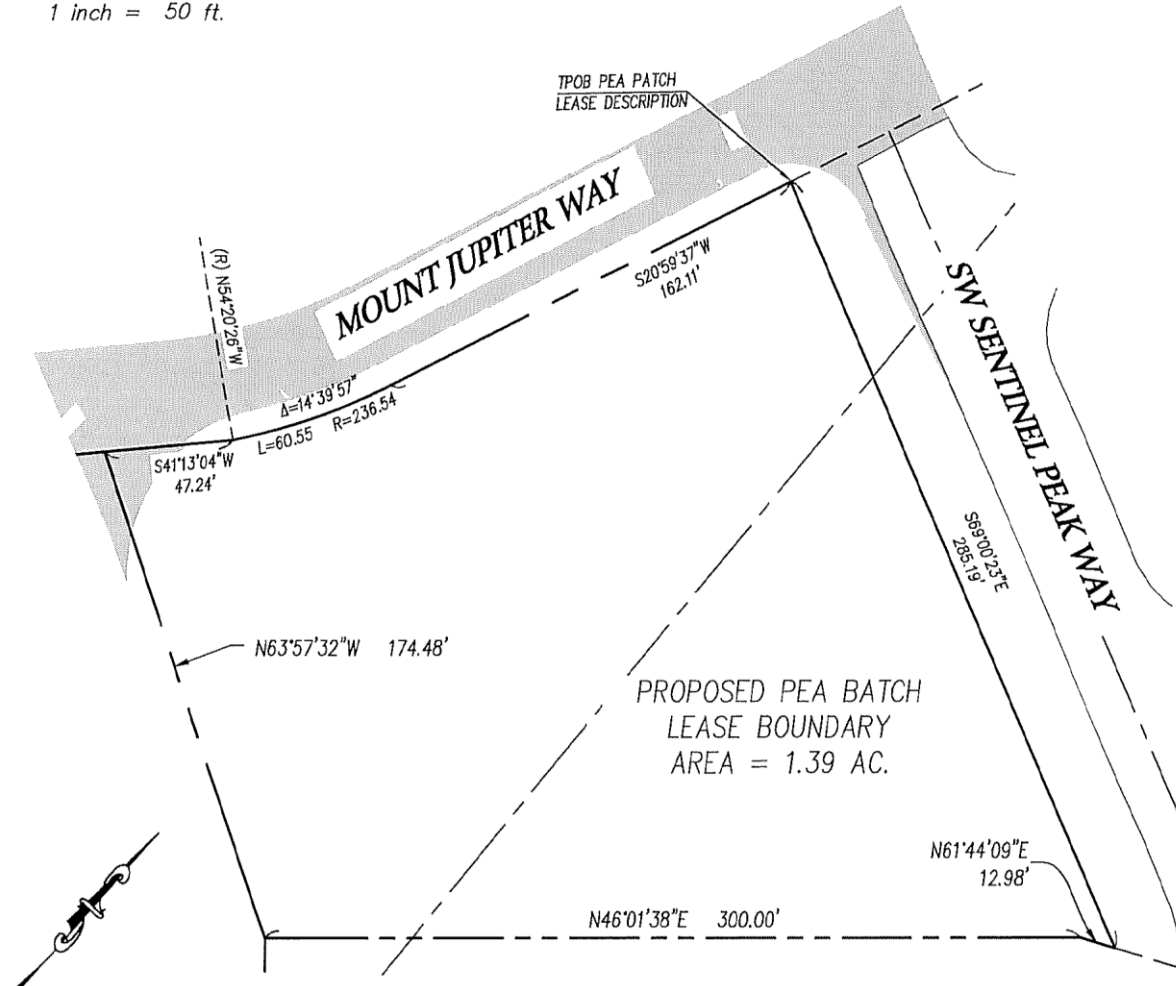 1 inch = 50 ft.
TPOB PEA PATCH
LEASE DESCRIPTION
MOUNT JUPITER WAY
(R) N54°20'26"W
S20°59'37"W
162.11'
Δ=14°39'57"
L=60.55 R=236.54
S41°13'04"W
47.24'
SW SENTINEL PEAK WAY
S69°00'23"E
285.19'
N63°57'32"W 174.48'
PROPOSED PEA BATCH
LEASE BOUNDARY
AREA = 1.39 AC.
N61°44'09"E
12.98'
N46°01'38"E 300.00'